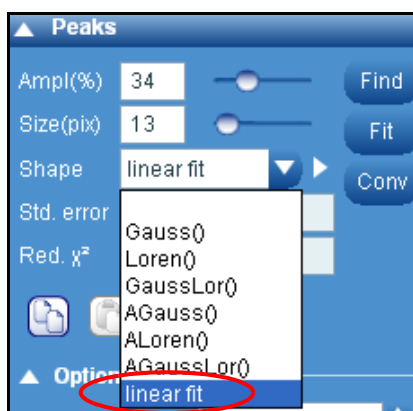 Peaks
Ampl(%) 34 Find
Size(pix) 13 Fit
Shape linear fit Conv
Std. error
Gauss()
Red. χ² Loren()
GaussLor()
AGauss()
ALoren()
AGaussLor()
Option
linear fit